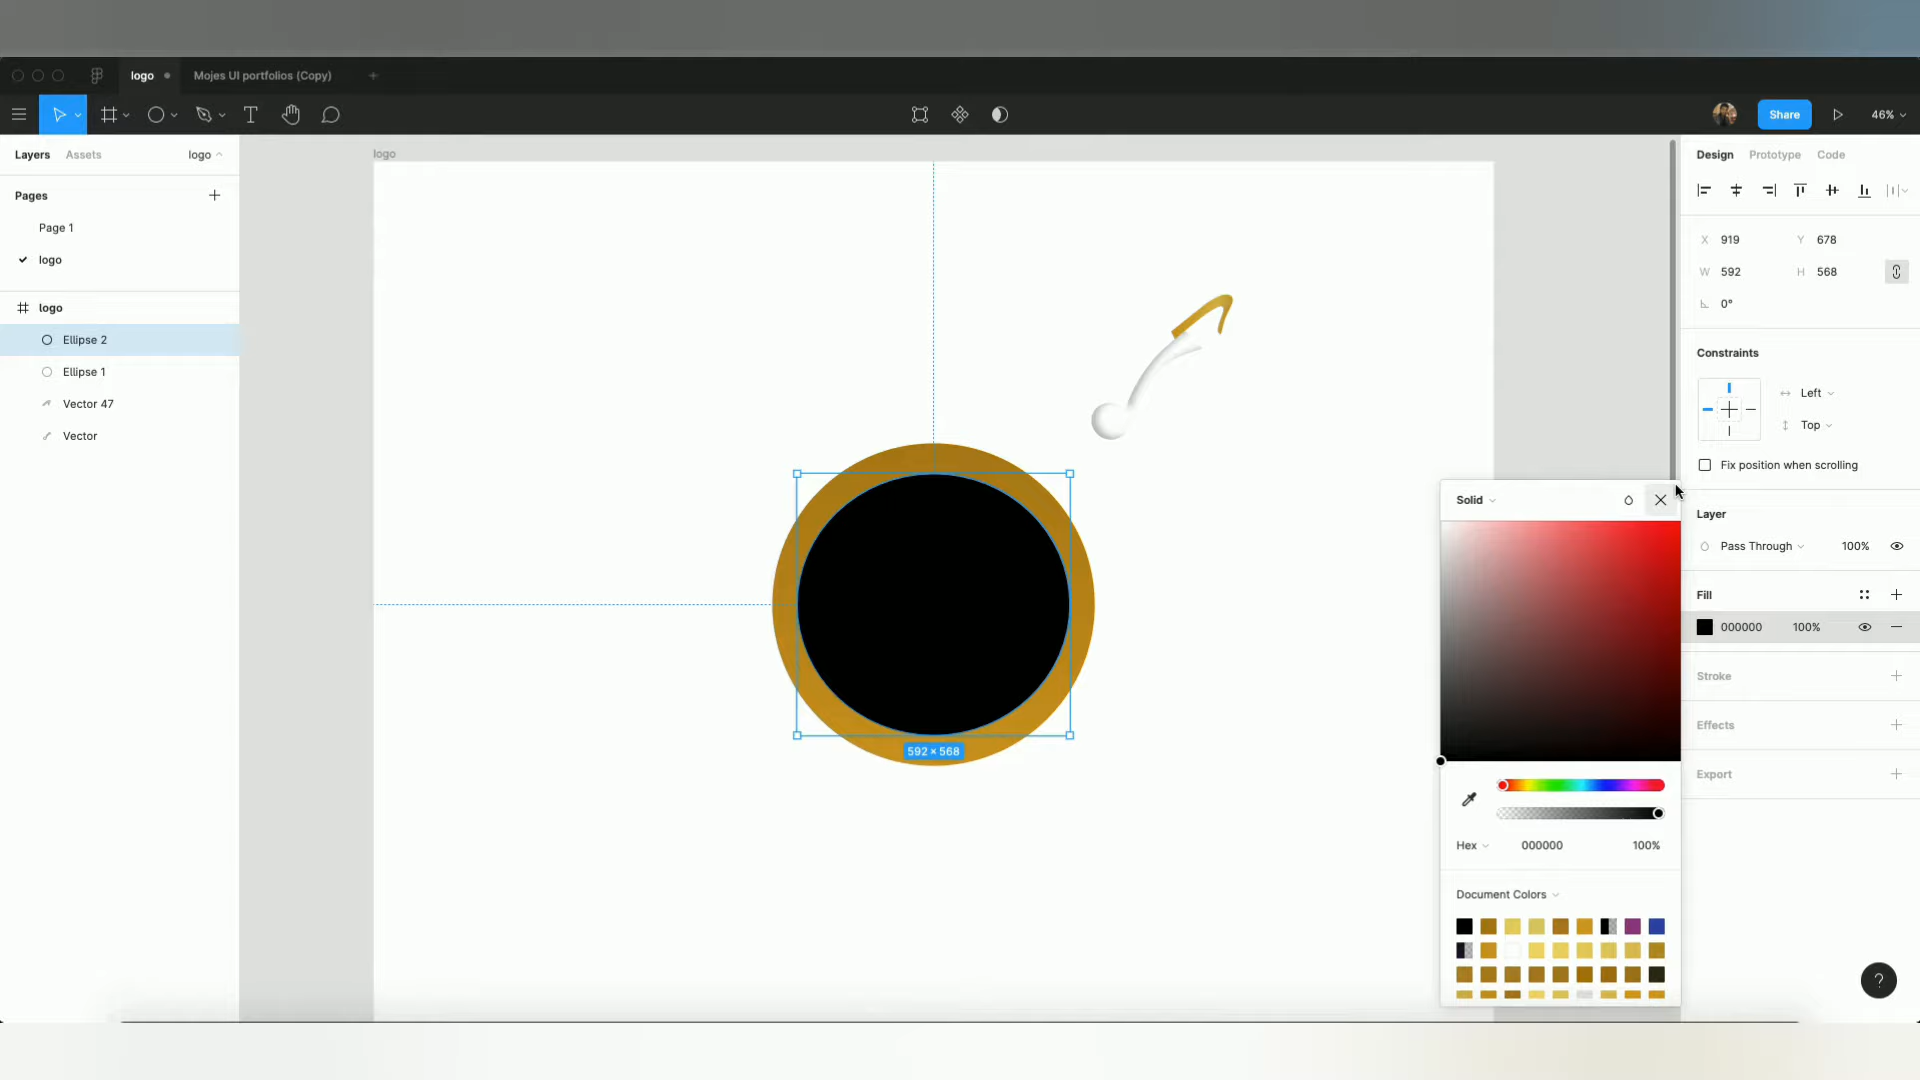 logo
Mojes UI portfolios (Copy)
Share
46%
Layers
Assets
logo
Pages
Page 1
logo
logo
Ellipse 2
Ellipse 1
Vector 47
Vector
logo
592 × 568
Design
Prototype
Code
X 919
Y 678
W 592
H 568
0°
Constraints
Left
Top
Fix position when scrolling
Layer
Pass Through
100%
Fill
000000
100%
Stroke
Effects
Export
Solid
Hex
000000
100%
Document Colors
?